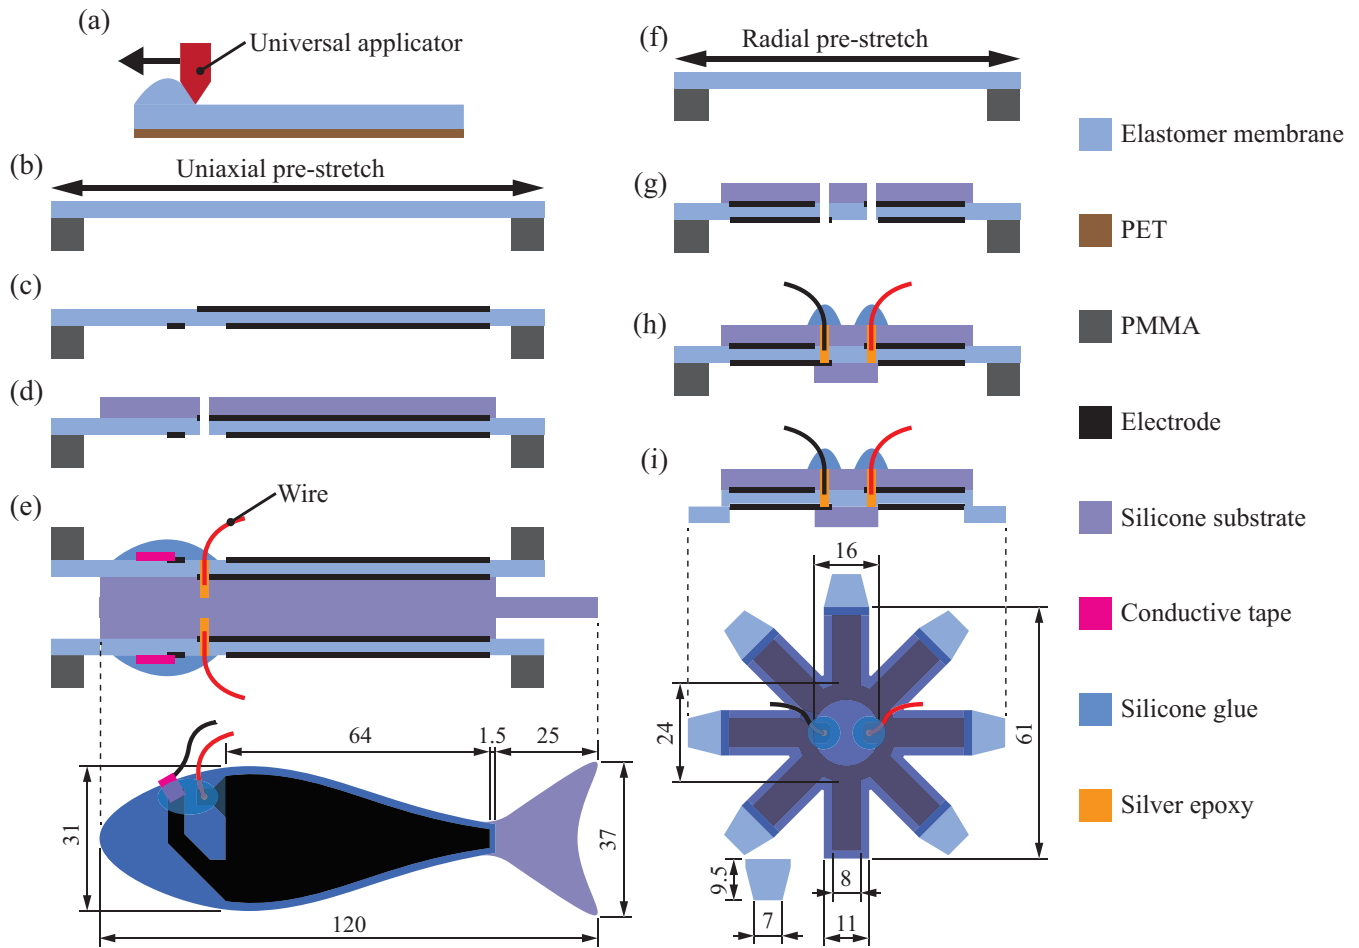 (a)
Universal applicator
(b)
Uniaxial pre-stretch
(c)
(d)
(e)
Wire
64
1.5
25
31
37
120
(f)
Radial pre-stretch
(g)
(h)
(i)
16
24
61
9.5
7
8
11
Elastomer membrane
PET
PMMA
Electrode
Silicone substrate
Conductive tape
Silicone glue
Silver epoxy